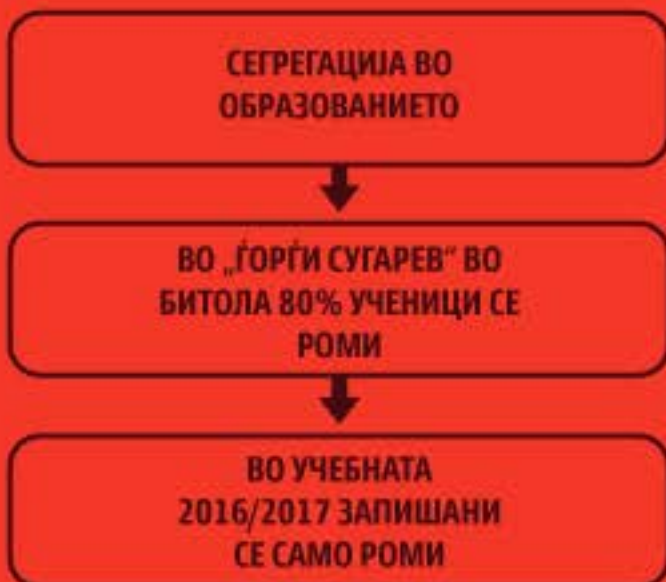 СЕГРЕГАЦИЈА ВО
ОБРАЗОВАНИЕТО
ВО „ЃОРЃИ СУГАРЕВ“ ВО
БИТОЛА 80% УЧЕНИЦИ СЕ
РОМИ
ВО УЧЕБНАТА
2016/2017 ЗАПИШАНИ
СЕ САМО РОМИ